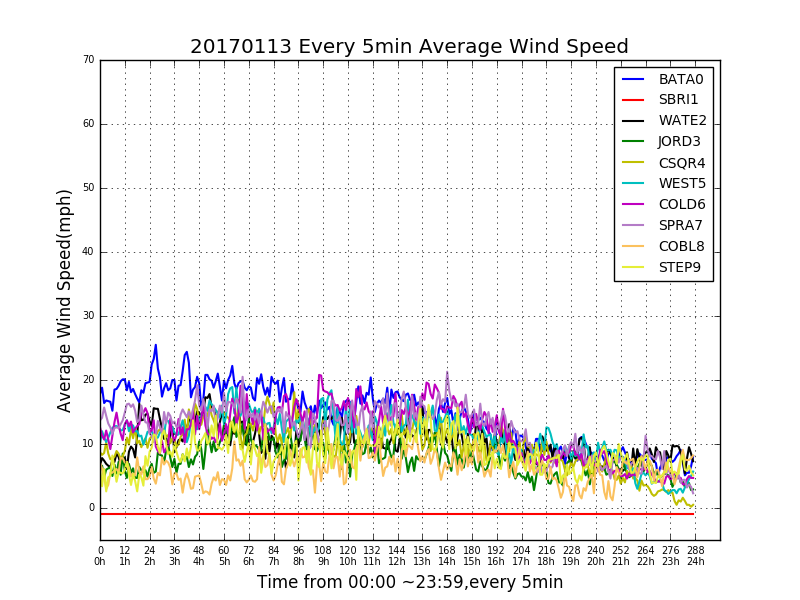 20170113 Every 5min Average Wind Speed
70
60
50
40
30
20
10
0
Average Wind Speed(mph)
BATA0
SBRI1
WATE2
JORD3
CSQR4
WEST5
COLD6
SPRA7
COBL8
STEP9
0 12 24 36 48 60 72 84 96 108 120 132 144 156 168 180 192 204 216 228 240 252 264 276 288
0h 1h 2h 3h 4h 5h 6h 7h 8h 9h 10h 11h 12h 13h 14h 15h 16h 17h 18h 19h 20h 21h 22h 23h 24h
Time from 00:00 ~23:59,every 5min